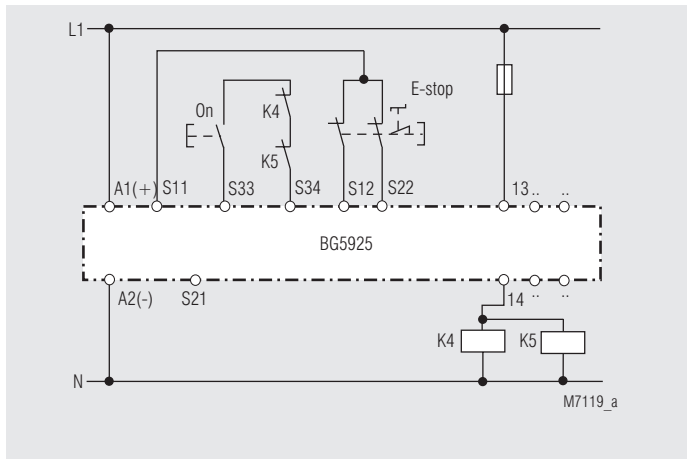 L1
E-stop
On
K4
K5
A1(+) S11 S33 S34 S12 S22 13 .. ..
BG5925
A2(-) S21 14 .. ..
K4 K5
N
M7119_a